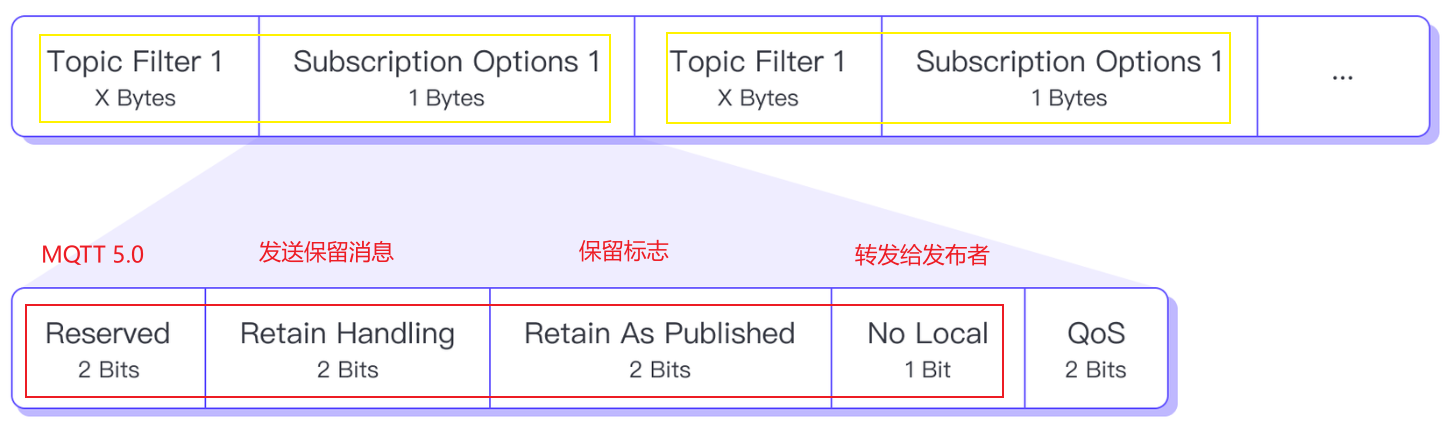 Topic Filter 1
X Bytes
Subscription Options 1
1 Bytes
Topic Filter 1
X Bytes
Subscription Options 1
1 Bytes
...
MQTT 5.0
发送保留消息
保留标志
转发给发布者
Reserved
2 Bits
Retain Handling
2 Bits
Retain As Published
2 Bits
No Local
1 Bit
QoS
2 Bits